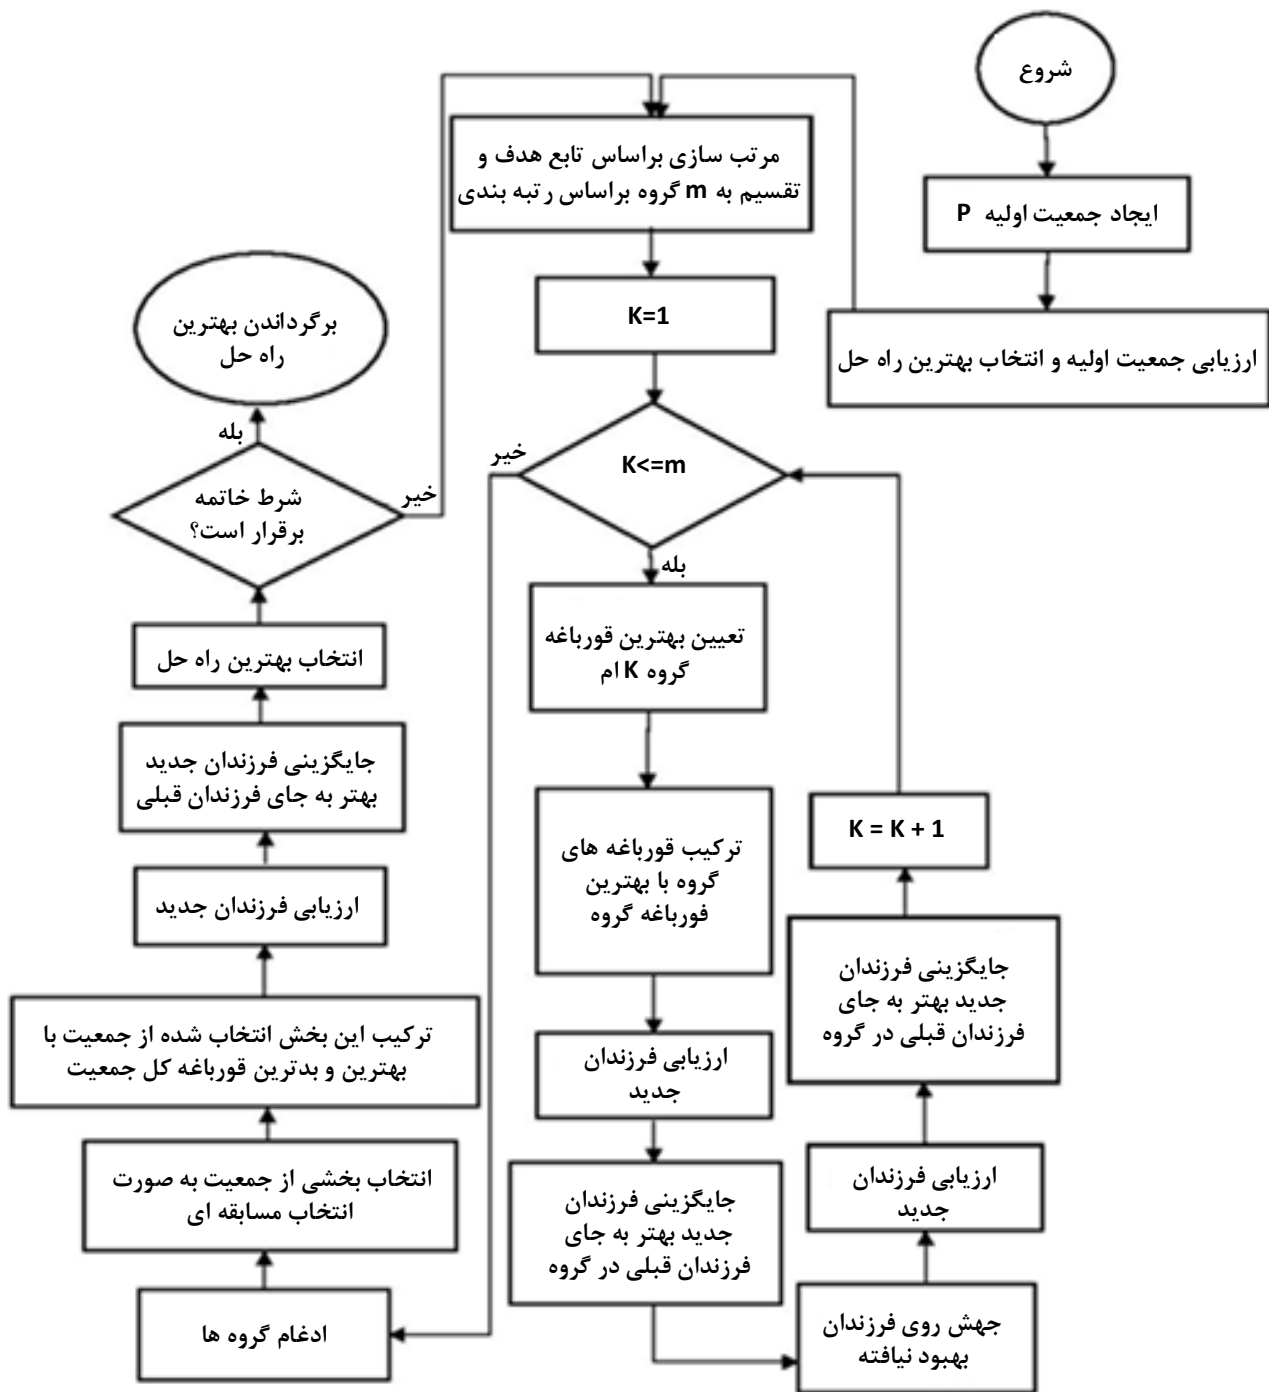 شروع
ایجاد جمعیت اولیه P
ارزیابی جمعیت اولیه و انتخاب بهترین راه حل
مرتب سازی براساس تابع هدف و
تقسیم به m گروه براساس رتبه بندی
K=1
K<=m
خیر
بله
تعیین بهترین قورباغه
گروه K ام
ترکیب قورباغه های
گروه با بهترین
فورباغه گروه
ارزیابی فرزندان
جدید
جایگزینی فرزندان
جدید بهتر به جای
فرزندان قبلی در گروه
جهش روی فرزندان
بهبود نیافته
ارزیابی فرزندان
جدید
جایگزینی فرزندان
جدید بهتر به جای
فرزندان قبلی در گروه
K = K + 1
ادغام گروه ها
انتخاب بخشی از جمعیت به صورت
انتخاب مسابقه ای
ترکیب این بخش انتخاب شده از جمعیت با
بهترین و بدترین قورباغه کل جمعیت
ارزیابی فرزندان جدید
جایگزینی فرزندان جدید
بهتر به جای فرزندان قبلی
انتخاب بهترین راه حل
شرط خاتمه
برقرار است؟
خیر
بله
برگرداندن بهترین
راه حل